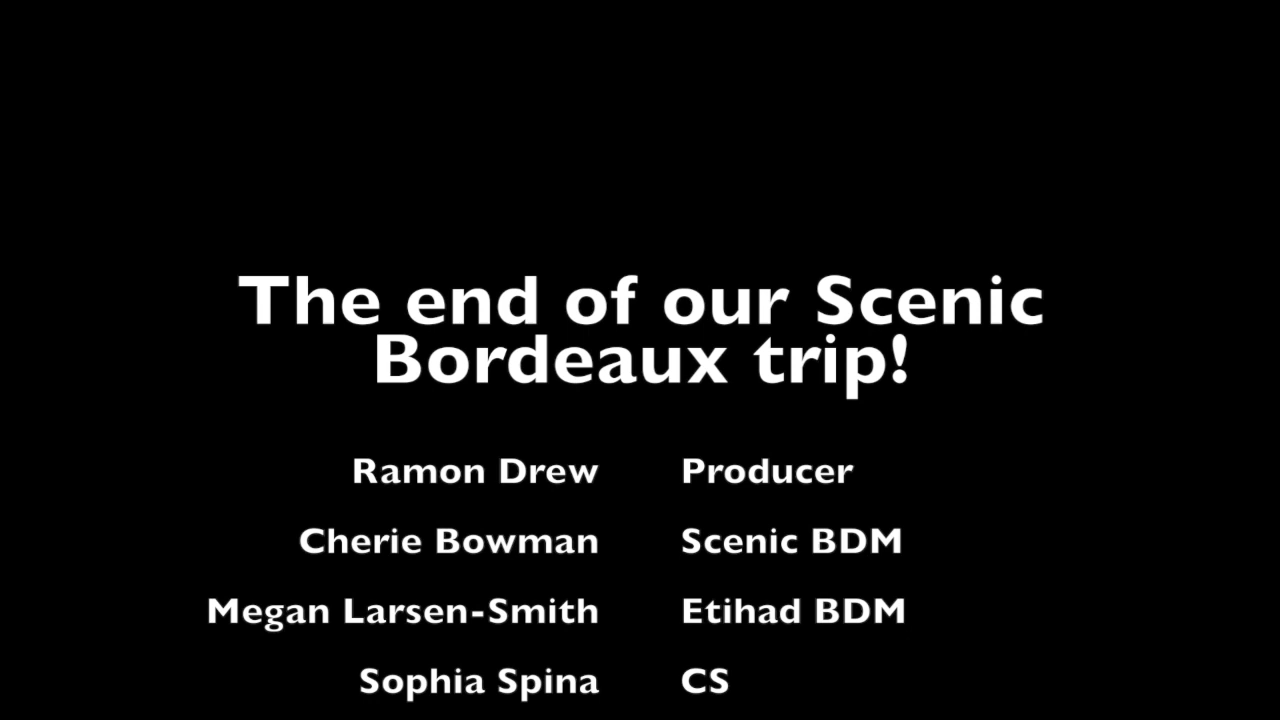 The end of our Scenic
Bordeaux trip!
Ramon Drew Producer
Cherie Bowman Scenic BDM
Megan Larsen-Smith Etihad BDM
Sophia Spina CS